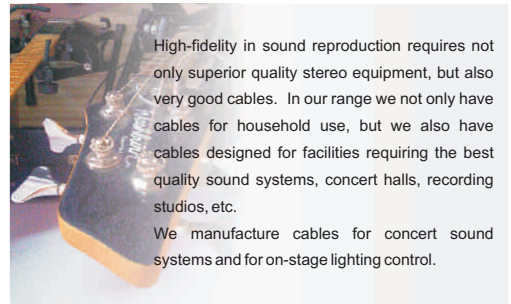 High-fidelity in sound reproduction requires not
only superior quality stereo equipment, but also
very good cables. In our range we not only have
cables for household use, but we also have
cables designed for facilities requiring the best
quality sound systems, concert halls, recording
studios, etc.
We manufacture cables for concert sound
systems and for on-stage lighting control.